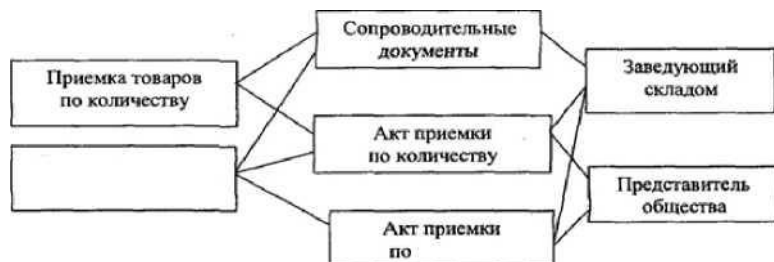 Приемка товаров
по количеству
Сопроводительные
документы
Акт приемки
по количеству
Акт приемки
по
Заведующий
складом
Представитель
общества